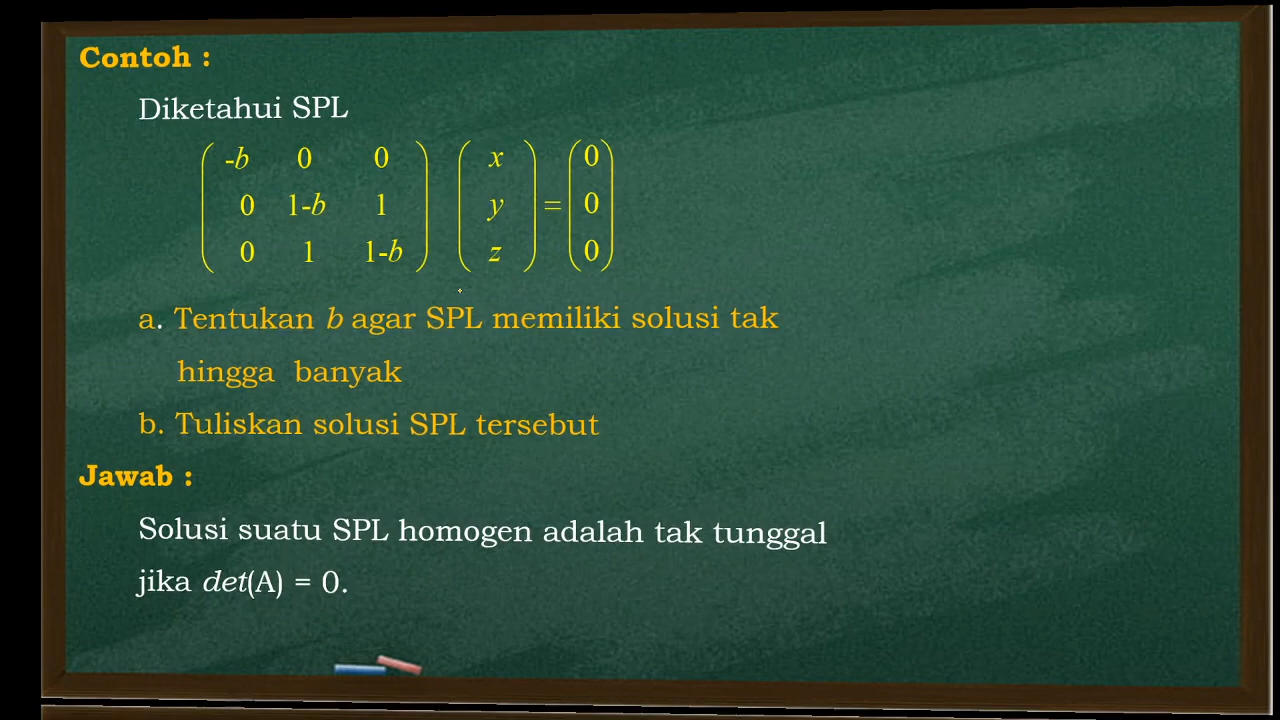 Contoh :
Diketahui SPL
-b 0 0 x 0
0 1-b 1 y = 0
0 1 1-b z 0
a. Tentukan b agar SPL memiliki solusi tak
hingga banyak
b. Tuliskan solusi SPL tersebut
Jawab :
Solusi suatu SPL homogen adalah tak tunggal
jika det(A) = 0.